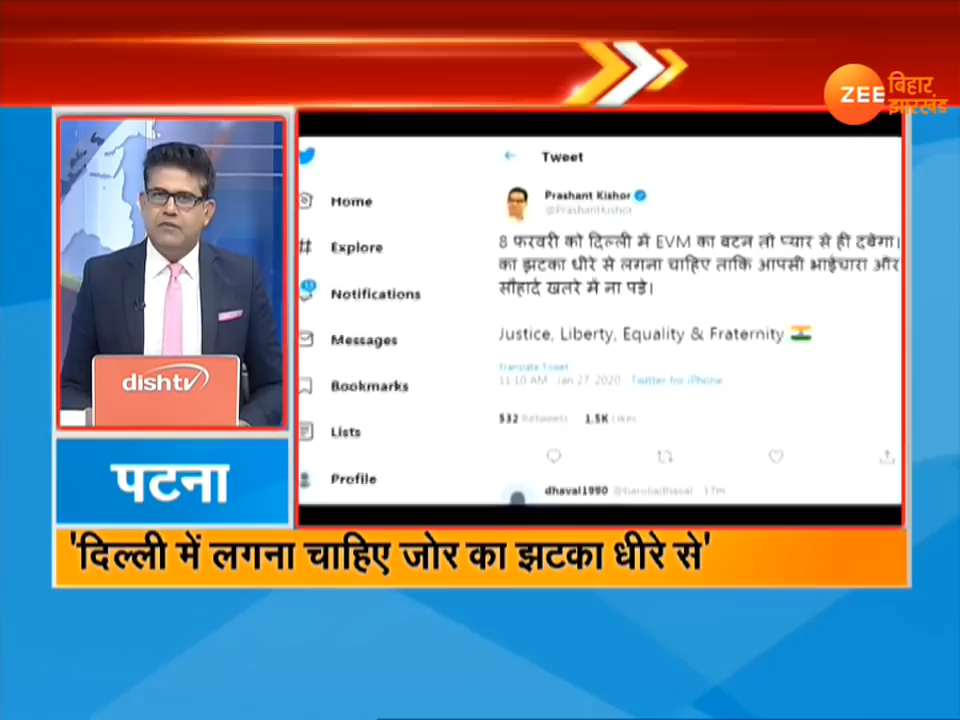 ZEE
बिहार
झारखंड
Tweet
Prashant Kishor
@PrashantKishor
Home
Explore
Notifications
Messages
Bookmarks
Lists
Profile
8 फरवरी को दिल्ली में EVM का बटन तो प्यार से ही दबेगा।
का झटका धीरे से लगना चाहिए ताकि आपसी भाईचारा और
सौहार्द खतरे में ना पड़े।
Justice, Liberty, Equality & Fraternity
Translate Tweet
11:10 AM Jan 27, 2020 Twitter for iPhone
532 Retweets 1.5K Likes
dhaval1980 17m
dishtv
पटना
'दिल्ली में लगना चाहिए जोर का झटका धीरे से'